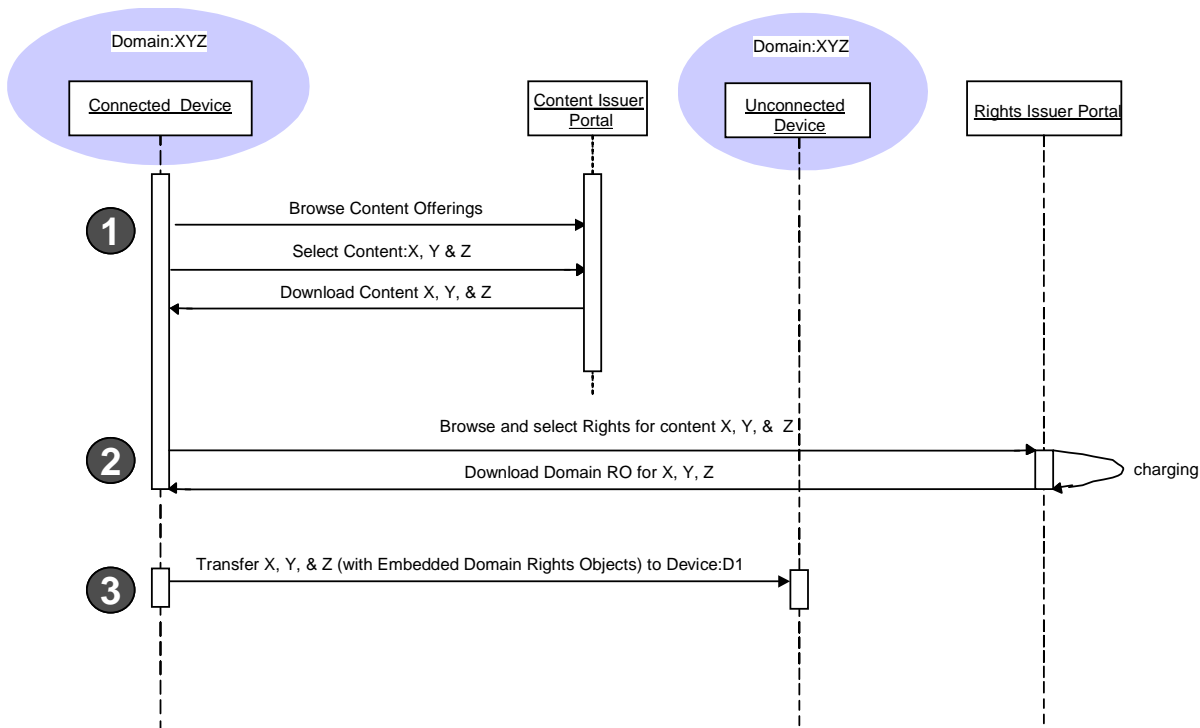 Domain:XYZ
Domain:XYZ
Connected Device
Content Issuer
Portal
Unconnected
Device
Rights Issuer Portal
1
Browse Content Offerings
Select Content:X, Y & Z
Download Content X, Y, & Z
2
Browse and select Rights for content X, Y, & Z
Download Domain RO for X, Y, Z
charging
3
Transfer X, Y, & Z (with Embedded Domain Rights Objects) to Device:D1